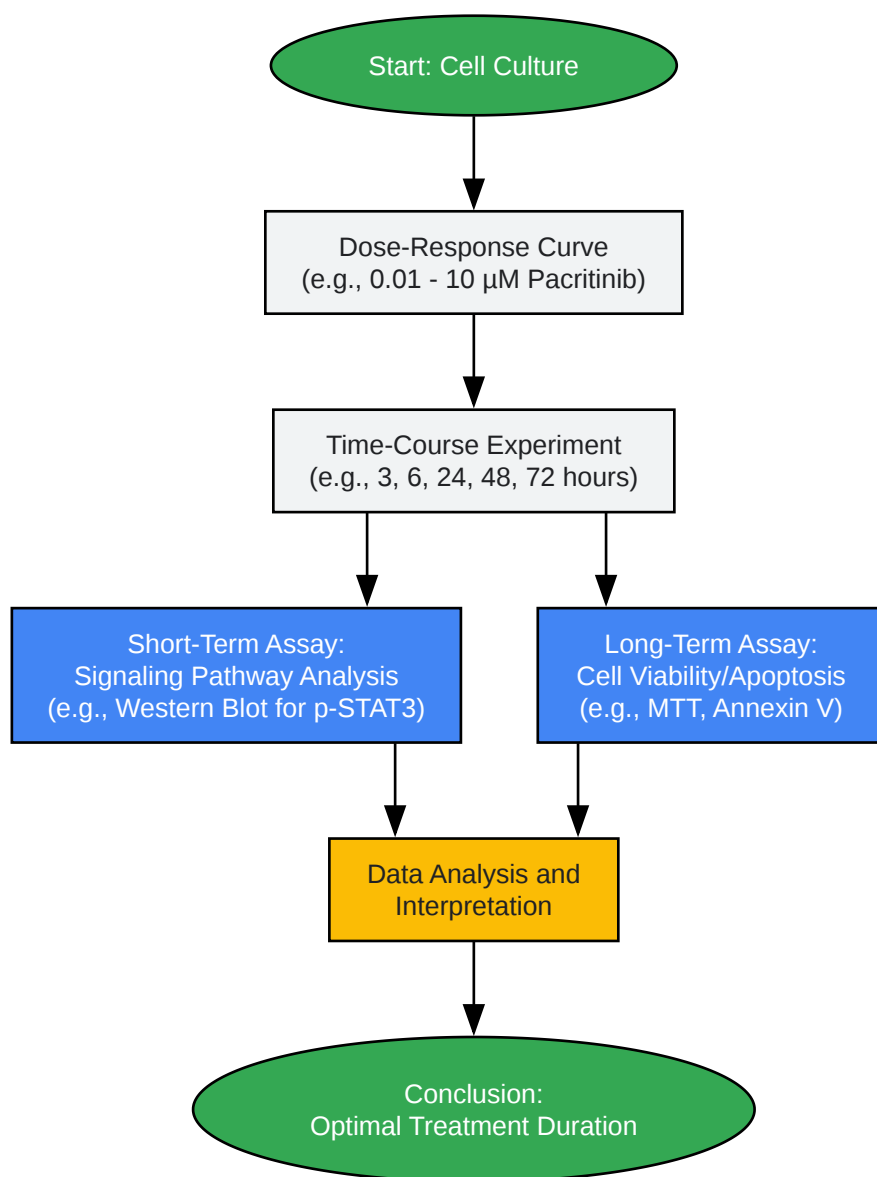 Start: Cell Culture
Dose-Response Curve
(e.g., 0.01 - 10 µM Pacritinib)
Time-Course Experiment
(e.g., 3, 6, 24, 48, 72 hours)
Short-Term Assay:
Signaling Pathway Analysis
(e.g., Western Blot for p-STAT3)
Long-Term Assay:
Cell Viability/Apoptosis
(e.g., MTT, Annexin V)
Data Analysis and
Interpretation
Conclusion:
Optimal Treatment Duration